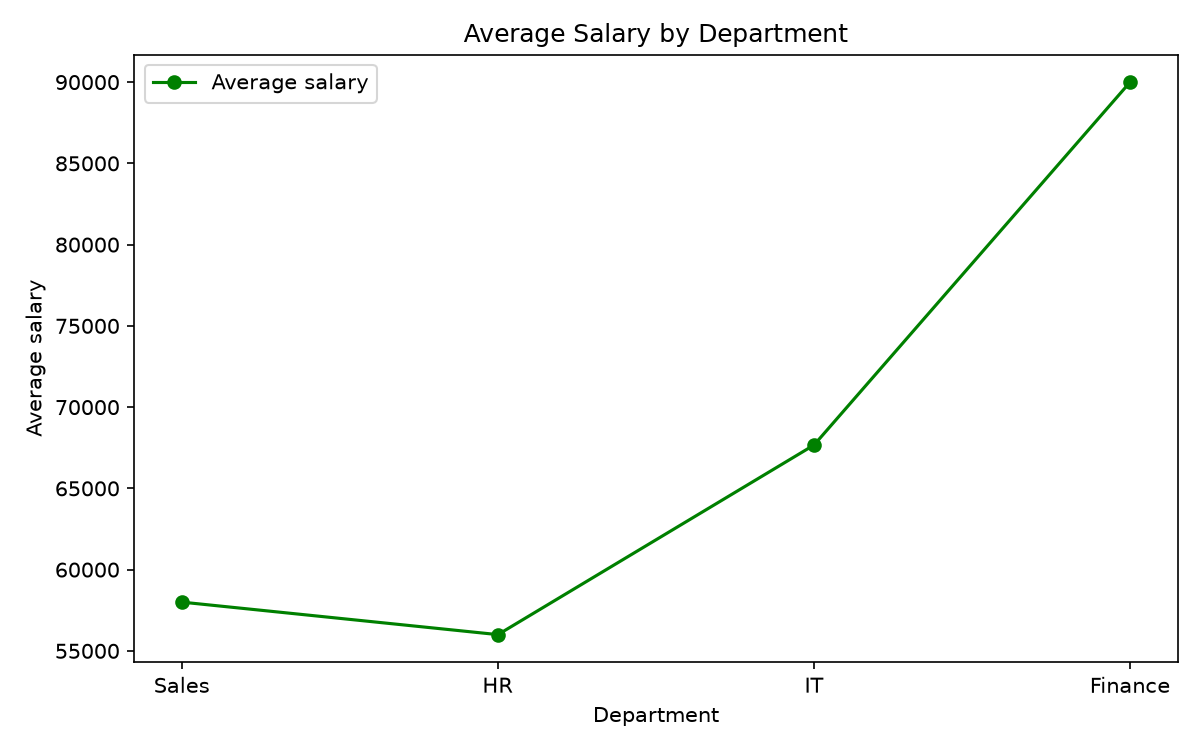 Average Salary by Department
Average salary
90000
85000
80000
75000
70000
65000
60000
55000
Average salary
Sales HR IT Finance
Department